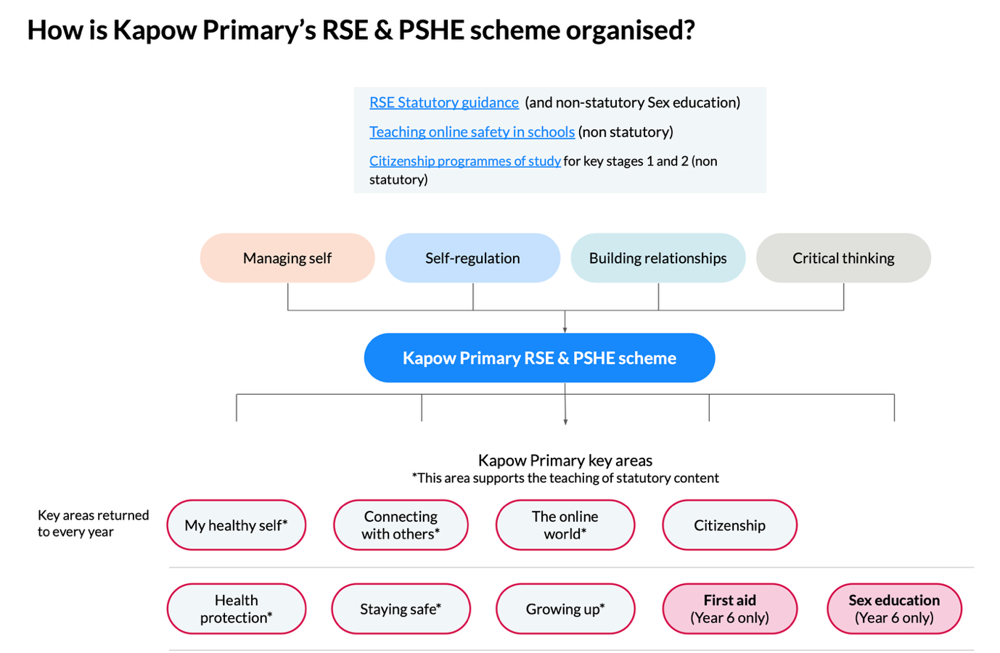 How is Kapow Primary’s RSE & PSHE scheme organised?
RSE Statutory guidance (and non-statutory Sex education)
Teaching online safety in schools (non statutory)
Citizenship programmes of study for key stages 1 and 2 (non
statutory)
Managing self
Self-regulation
Building relationships
Critical thinking
Kapow Primary RSE & PSHE scheme
Kapow Primary key areas
*This area supports the teaching of statutory content
Key areas returned
to every year
My healthy self*
Connecting
with others*
The online
world*
Citizenship
Health
protection*
Staying safe*
Growing up*
First aid
(Year 6 only)
Sex education
(Year 6 only)